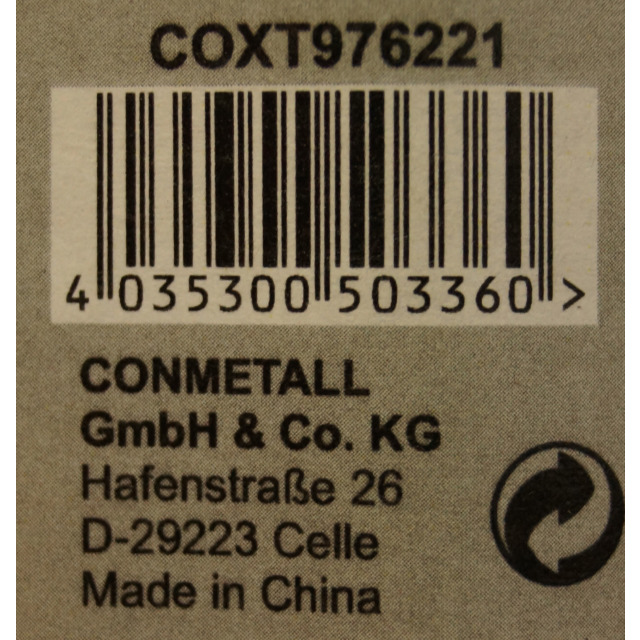 COXT976221
4 035300 503360 >
CONMETALL
GmbH & Co. KG
Hafenstraße 26
D-29223 Celle
Made in China